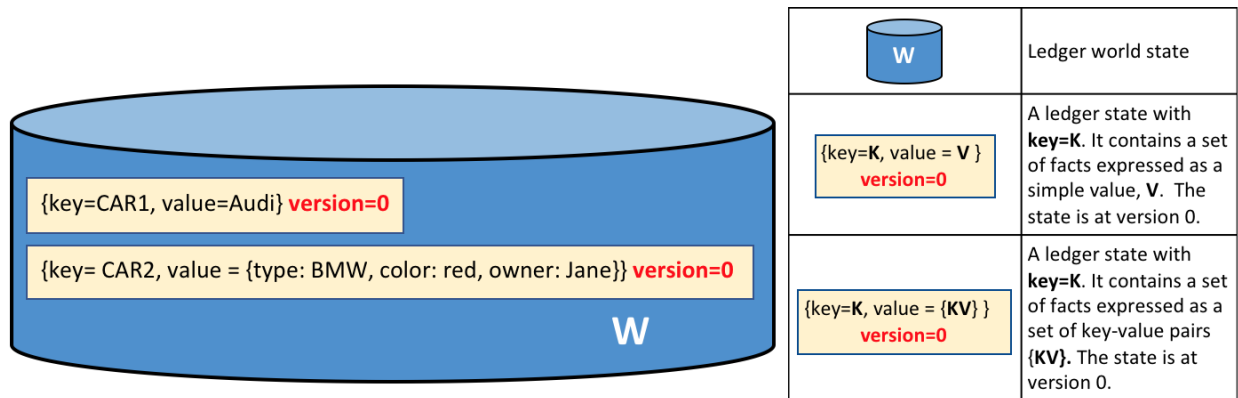 {key=CAR1, value=Audi} version=0
{key= CAR2, value = {type: BMW, color: red, owner: Jane}} version=0
W
W
Ledger world state
{key=K, value = V }
version=0
A ledger state with
key=K. It contains a set
of facts expressed as a
simple value, V. The
state is at version 0.
{key=K, value = {KV} }
version=0
A ledger state with
key=K. It contains a set
of facts expressed as a
set of key-value pairs
{KV}. The state is at
version 0.